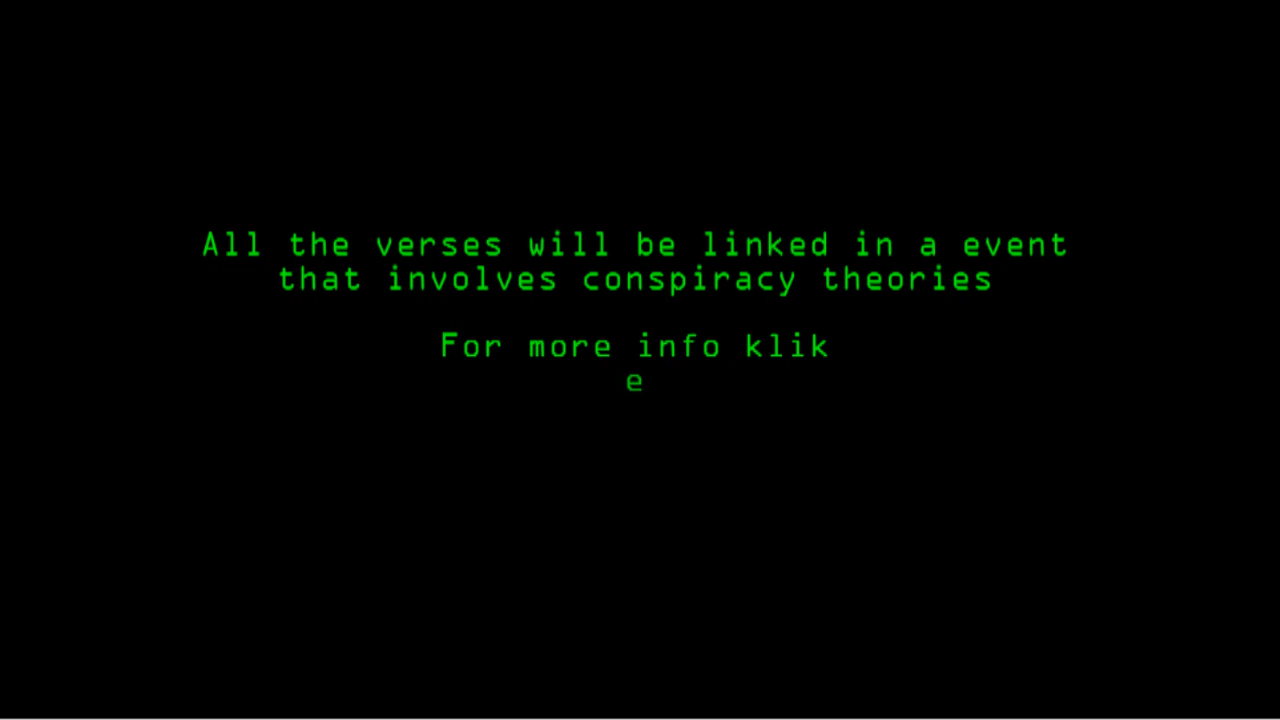 All the verses will be linked in a event
that involves conspiracy theories
For more info klik
e